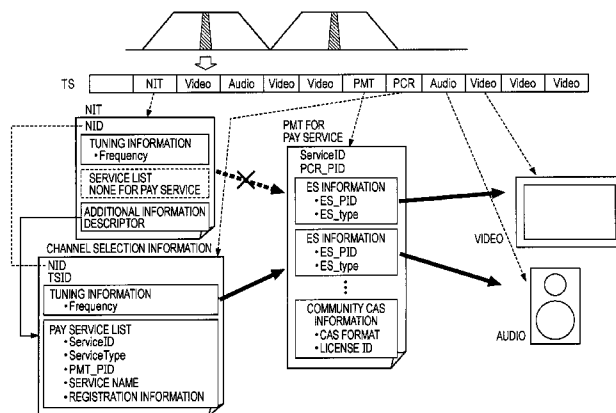 TS
NIT
Video
Audio
Video
Video
PMT
PCR
Audio
Video
Video
Video
NIT
NID
TUNING INFORMATION
•Frequency
SERVICE LIST
NONE FOR PAY SERVICE
ADDITIONAL INFORMATION
DESCRIPTOR
CHANNEL SELECTION INFORMATION
NID
TSID
TUNING INFORMATION
•Frequency
PAY SERVICE LIST
•ServiceID
•ServiceType
•PMT_PID
•SERVICE NAME
•REGISTRATION INFORMATION
PMT FOR
PAY SERVICE
ServiceID
PCR_PID
ES INFORMATION
•ES_PID
•ES_type
ES INFORMATION
•ES_PID
•ES_type
COMMUNITY CAS
INFORMATION
•CAS FORMAT
•LICENSE ID
VIDEO
AUDIO